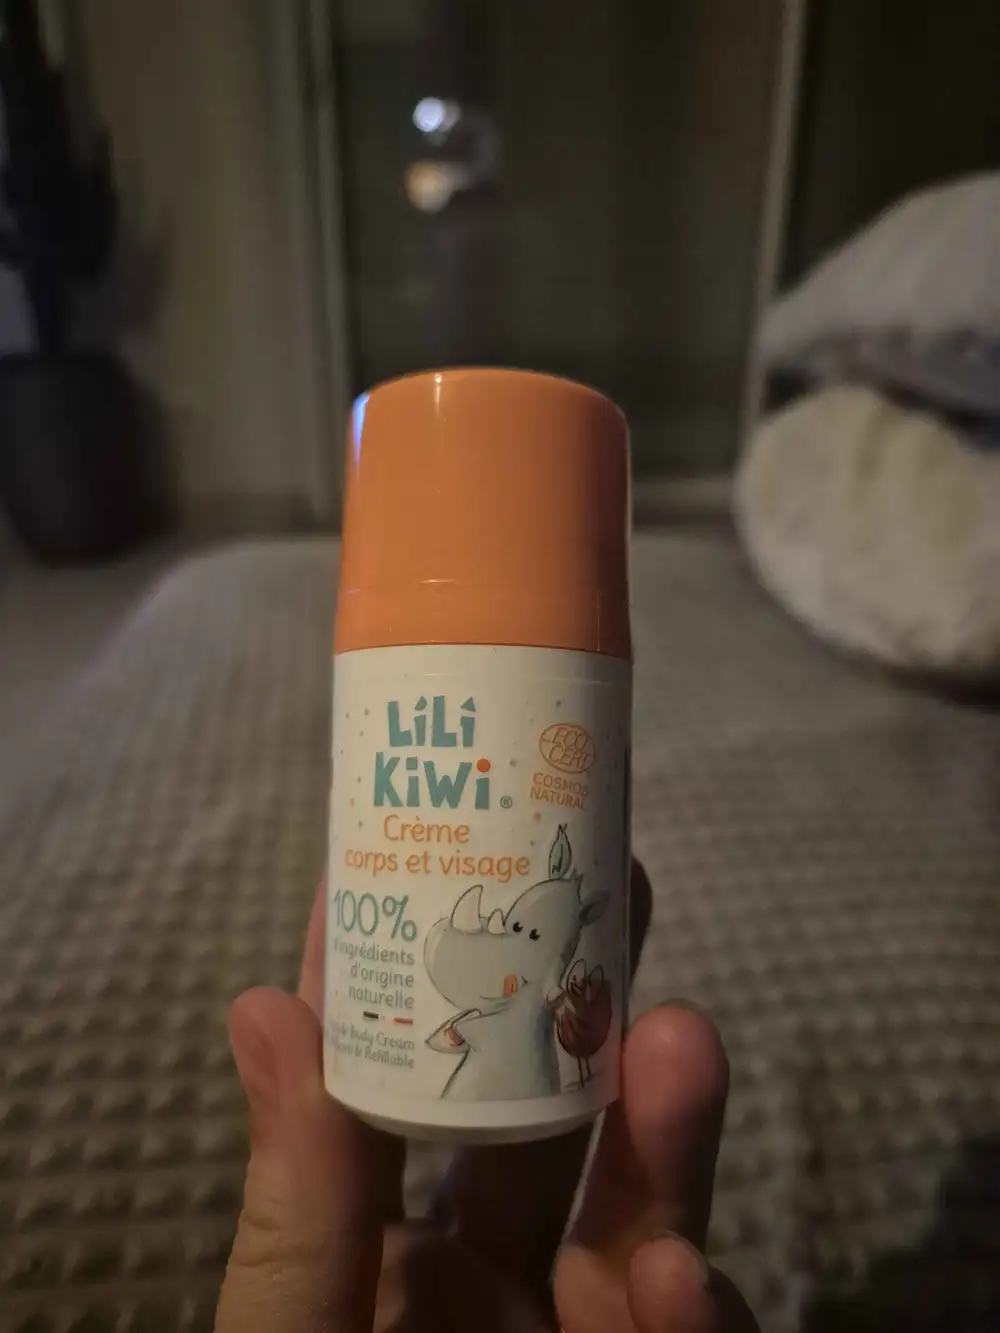 LiLi
KiWi ®
Crème
corps et visage
ECO
CERT
COSMOS
NATURAL
100%
d'ingrédients
d'origine
naturelle
& Body Cream
& Refillable